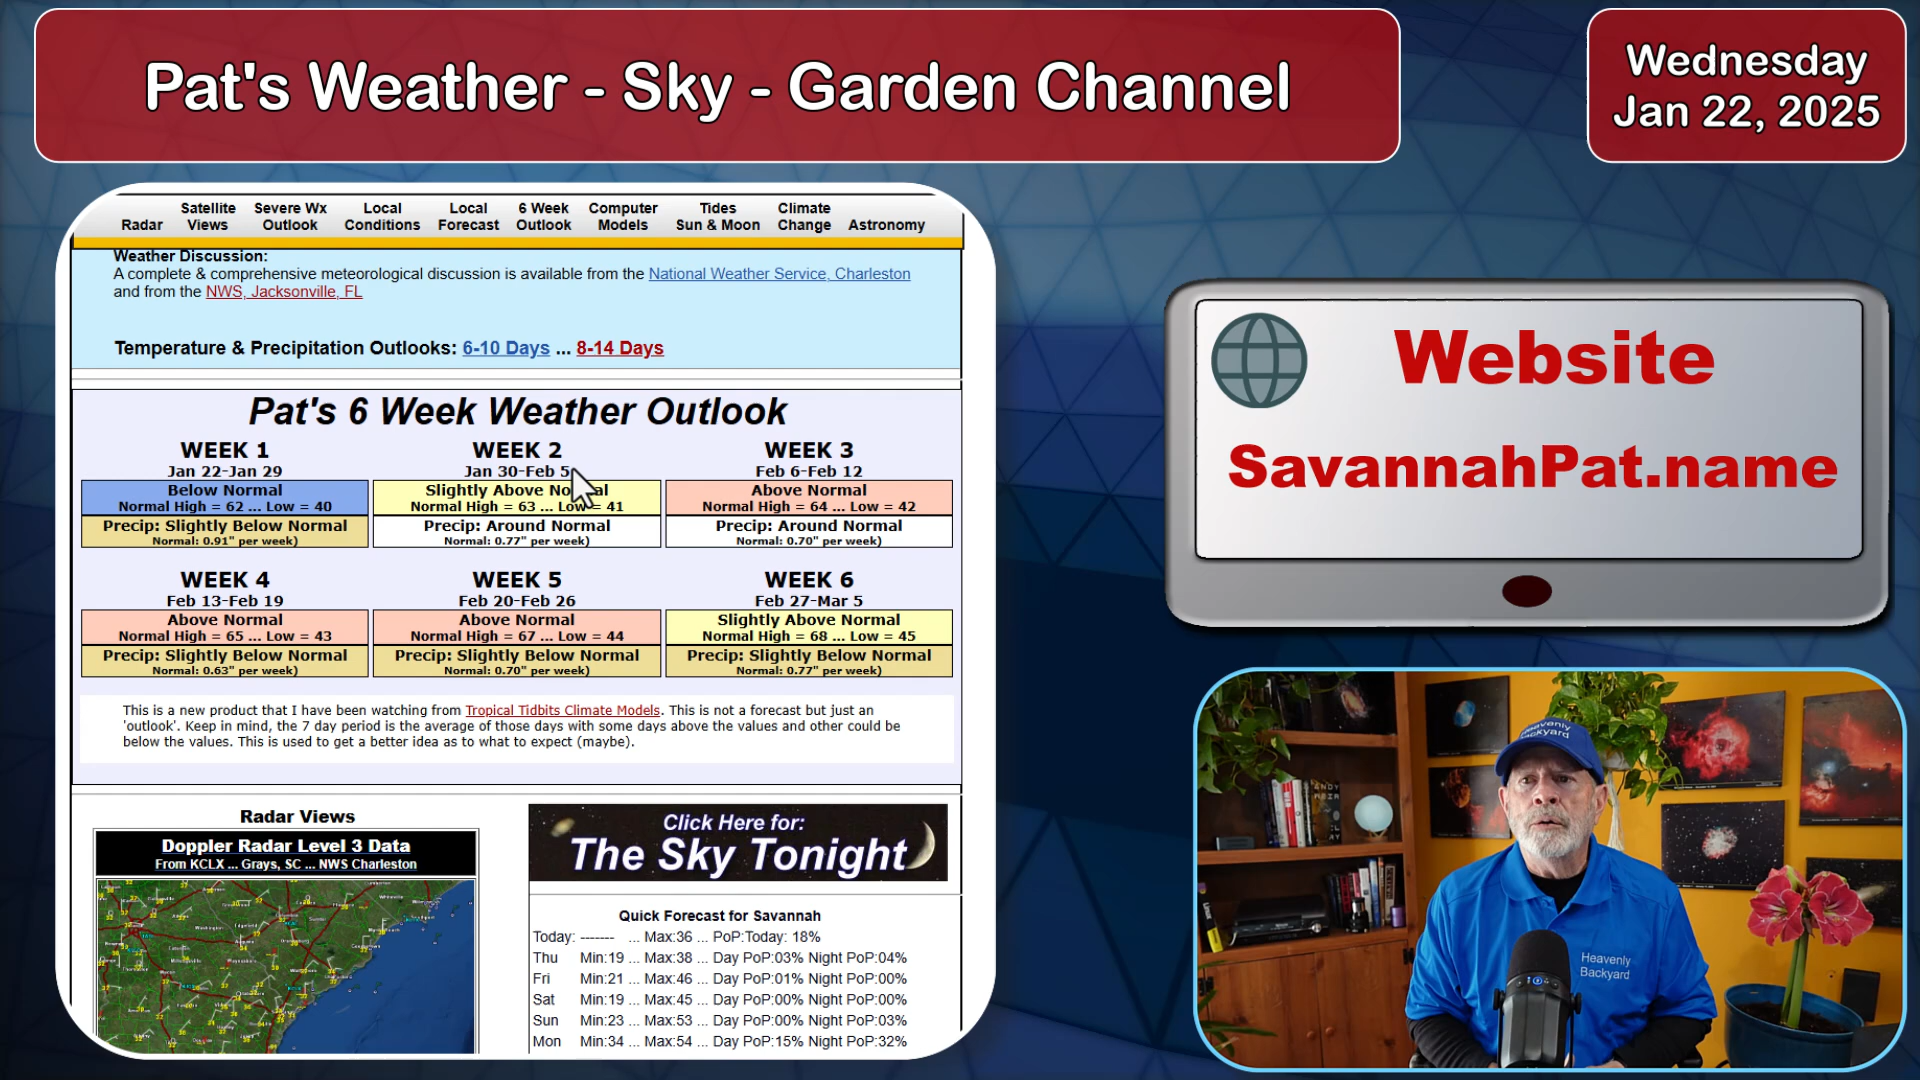 Pat's Weather - Sky - Garden Channel
Wednesday
Jan 22, 2025
Radar
Satellite Views
Severe Wx Outlook
Local Conditions
Local Forecast
6 Week Outlook
Computer Models
Tides Sun & Moon
Climate Change
Astronomy
Weather Discussion:
A complete & comprehensive meteorological discussion is available from the National Weather Service, Charleston
and from the NWS, Jacksonville, FL
Temperature & Precipitation Outlooks: 6-10 Days ... 8-14 Days
Pat's 6 Week Weather Outlook
WEEK 1
Jan 22-Jan 29
Below Normal
Normal High = 62 ... Low = 40
Precip: Slightly Below Normal
Normal: 0.91" per week)
WEEK 2
Jan 30-Feb 5
Slightly Above Normal
Normal High = 63 ... Low = 41
Precip: Around Normal
Normal: 0.77" per week)
WEEK 3
Feb 6-Feb 12
Above Normal
Normal High = 64 ... Low = 42
Precip: Around Normal
Normal: 0.70" per week)
WEEK 4
Feb 13-Feb 19
Above Normal
Normal High = 65 ... Low = 43
Precip: Slightly Below Normal
Normal: 0.63" per week)
WEEK 5
Feb 20-Feb 26
Above Normal
Normal High = 67 ... Low = 44
Precip: Slightly Below Normal
Normal: 0.70" per week)
WEEK 6
Feb 27-Mar 5
Slightly Above Normal
Normal High = 68 ... Low = 45
Precip: Slightly Below Normal
Normal: 0.77" per week)
This is a new product that I have been watching from Tropical Tidbits Climate Models. This is not a forecast but just an
'outlook'. Keep in mind, the 7 day period is the average of those days with some days above the values and other could be
below the values. This is used to get a better idea as to what to expect (maybe).
Radar Views
Doppler Radar Level 3 Data
From KCLX ... Grays, SC ... NWS Charleston
Click Here for:
The Sky Tonight
Quick Forecast for Savannah
Today: ------- ... Max:36 ... PoP:Today: 18%
Thu Min:19 ... Max:38 ... Day PoP:03% Night PoP:04%
Fri Min:21 ... Max:46 ... Day PoP:01% Night PoP:00%
Sat Min:19 ... Max:45 ... Day PoP:00% Night PoP:00%
Sun Min:23 ... Max:53 ... Day PoP:00% Night PoP:03%
Mon Min:34 ... Max:54 ... Day PoP:15% Night PoP:32%
Website
SavannahPat.name
Heavenly
Backyard
ANDY
WEIR
Heavenly
Backyard